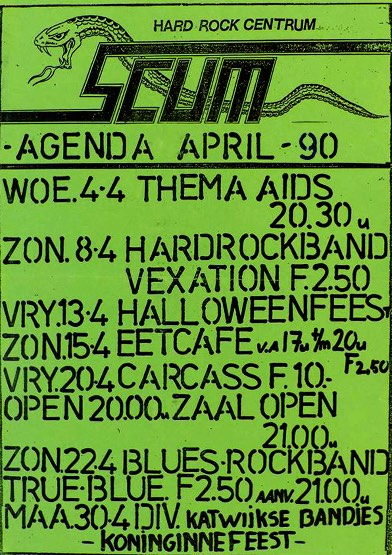 HARD ROCK CENTRUM
SCUM
-AGENDA APRIL-90
WOE.4-4 THEMA AIDS
20.30u
ZON.8-4 HARDROCKBAND
VEXATION F.2.50
VRY.13-4 HALLOWEENFEEST
ZON.15-4 EETCAFE v.a 17u t/m 20u
F2,50
VRY.20-4 CARCASS F.10.-
OPEN 20.00u ZAAL OPEN
21.00u
ZON.22-4 BLUES-ROCKBAND
TRUE-BLUE. F2.50 AANV. 21.00u
MAA.30-4 DIV. KATWIJKSE BANDJES
- KONINGINNEFEEST -